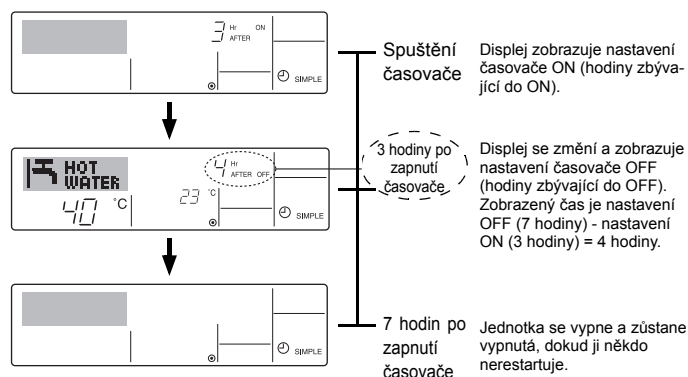 3 Hr ON
AFTER
SIMPLE
Spuštění
časovače
Displej zobrazuje nastavení
časovače ON (hodiny zbýva-
jící do ON).
HOT
WATER
40 °C
4 Hr
AFTER OFF
23 °C
SIMPLE
3 hodiny po
zapnutí
časovače
Displej se změní a zobrazuje
nastavení časovače OFF
(hodiny zbývající do OFF).
Zobrazený čas je nastavení
OFF (7 hodiny) - nastavení
ON (3 hodiny) = 4 hodiny.
SIMPLE
7 hodin po
zapnutí
časovače
Jednotka se vypne a zůstane
vypnutá, dokud ji někdo
nerestartuje.